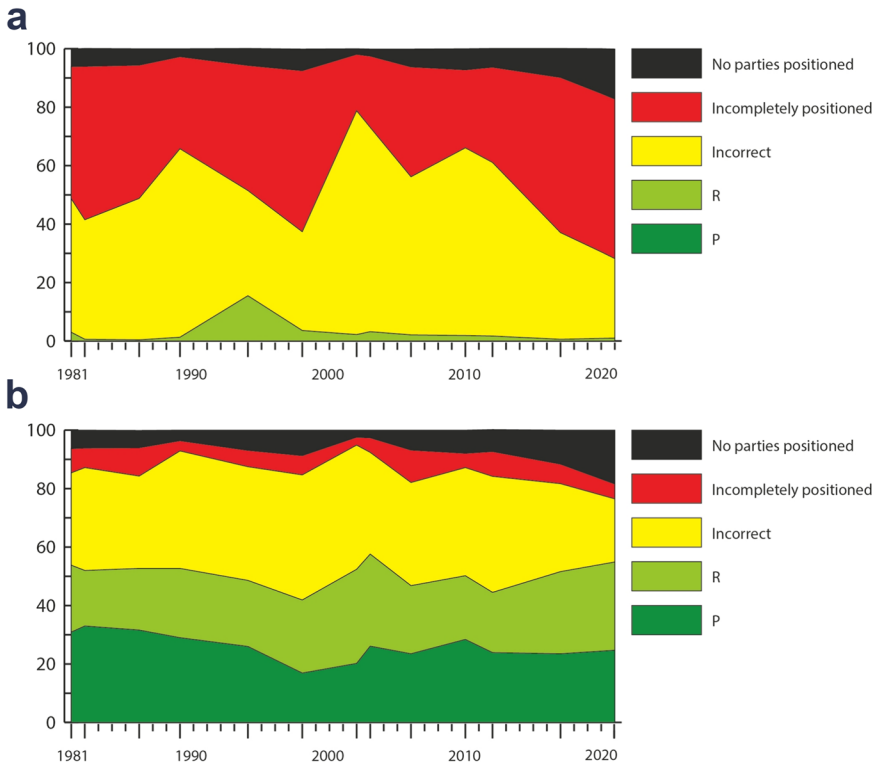 a
100
80
60
40
20
0
1981 1990 2000 2010 2020
No parties positioned
Incompletely positioned
Incorrect
R
P
b
100
80
60
40
20
0
1981 1990 2000 2010 2020
No parties positioned
Incompletely positioned
Incorrect
R
P